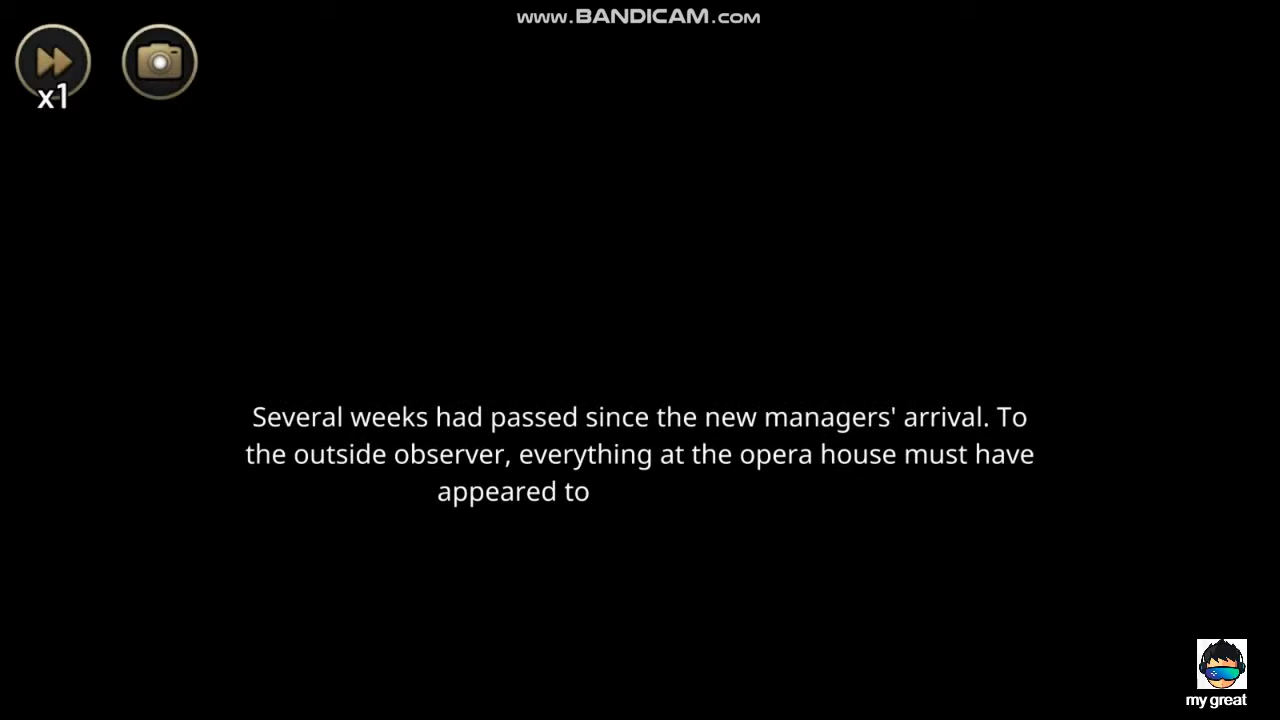 www.BANDICAM.com
x1
Several weeks had passed since the new managers' arrival. To
the outside observer, everything at the opera house must have
appeared to
my great